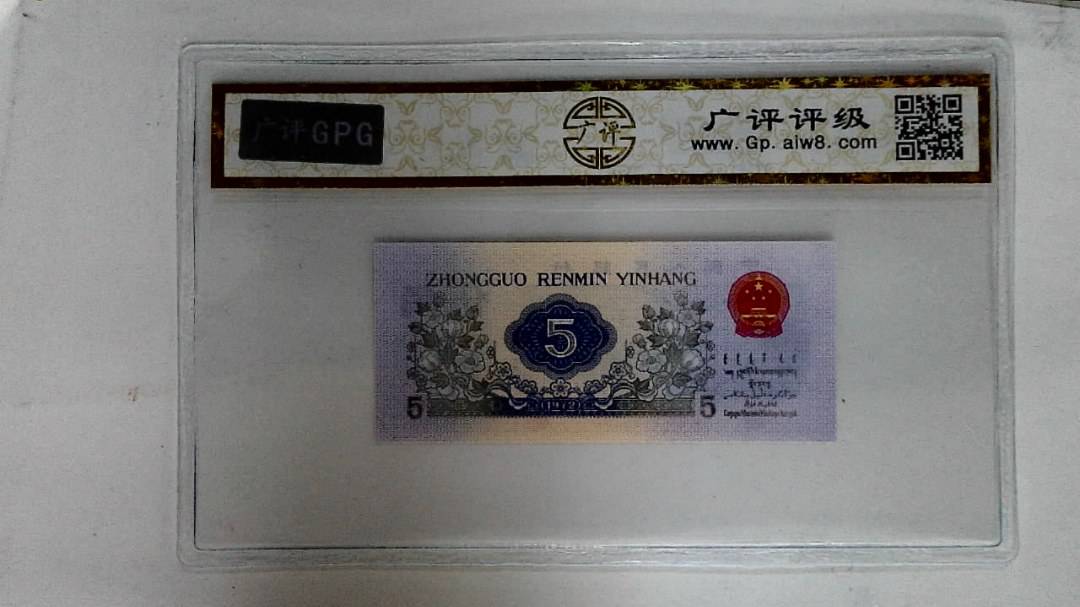 广评GPG
广评
广评评级
www. Gp. aiw8. com
ZHONGGUO RENMIN YINHANG
5
5
5